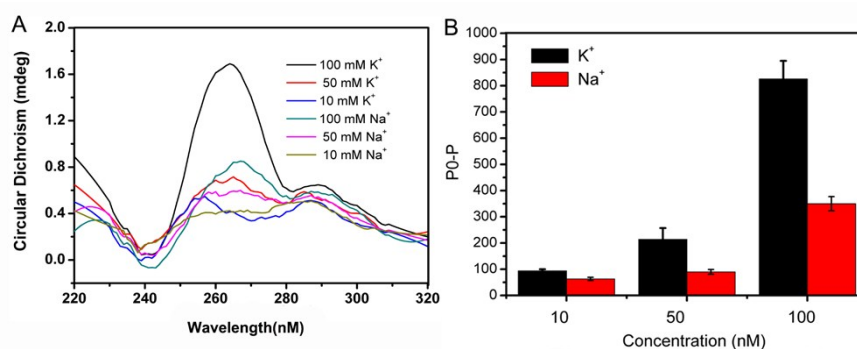 A
Circular Dichroism (mdeg)
2.0
1.6
1.2
0.8
0.4
0.0
100 mM K⁺
50 mM K⁺
10 mM K⁺
100 mM Na⁺
50 mM Na⁺
10 mM Na⁺
220 240 260 280 300 320
Wavelength(nM)
B
P0-P
1000
900
800
700
600
500
400
300
200
100
0
K⁺
Na⁺
10 50 100
Concentration (nM)